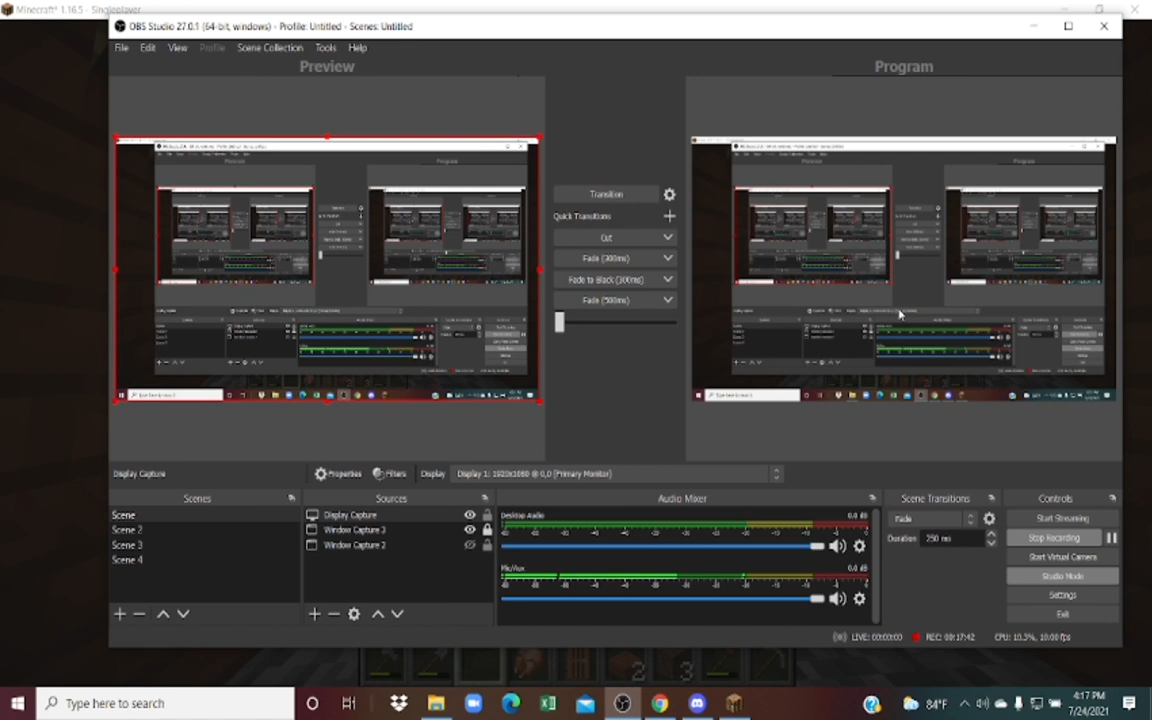 Minecraft* 1.16.5 - Singleplayer
OBS Studio 27.0.1 (64-bit, windows) - Profile: Untitled - Scenes: Untitled
File Edit View Profile Scene Collection Tools Help
Preview
Program
Transition
Quick Transitions
Cut
Fade (300ms)
Fade to Black (300ms)
Fade (500ms)
Display Capture
Properties
Filters
Display
Display 1: 1920x1080 @ 0,0 (Primary Monitor)
Scenes
Scene
Scene 2
Scene 3
Scene 4
Sources
Display Capture
Window Capture 3
Window Capture 2
Audio Mixer
Desktop Audio 0.0 dB
Mic/Aux 0.0 dB
Scene Transitions
Fade
Duration 250 ms
Controls
Start Streaming
Stop Recording
Start Virtual Camera
Studio Mode
Settings
Exit
LIVE: 00:00:00 REC: 00:17:42 CPU: 10.3%, 10.00 fps
2 3
Type here to search
84°F
4:17 PM
7/24/2021